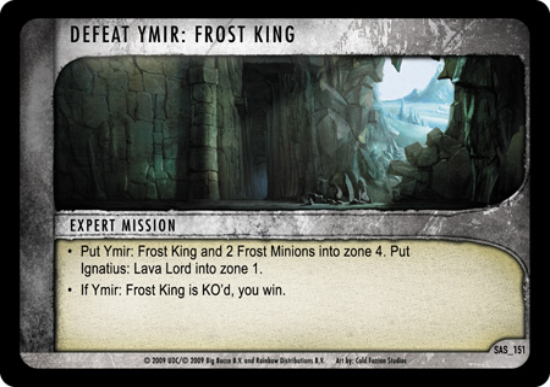 DEFEAT YMIR: FROST KING
EXPERT MISSION
• Put Ymir: Frost King and 2 Frost Minions into zone 4. Put
Ignatius: Lava Lord into zone 1.
• If Ymir: Frost King is KO'd, you win.
SAS_151
© 2009 UDC/© 2009 Big Bocca B.V. and Rainbow Distributions B.V. Art by: Cold Fusion Studios